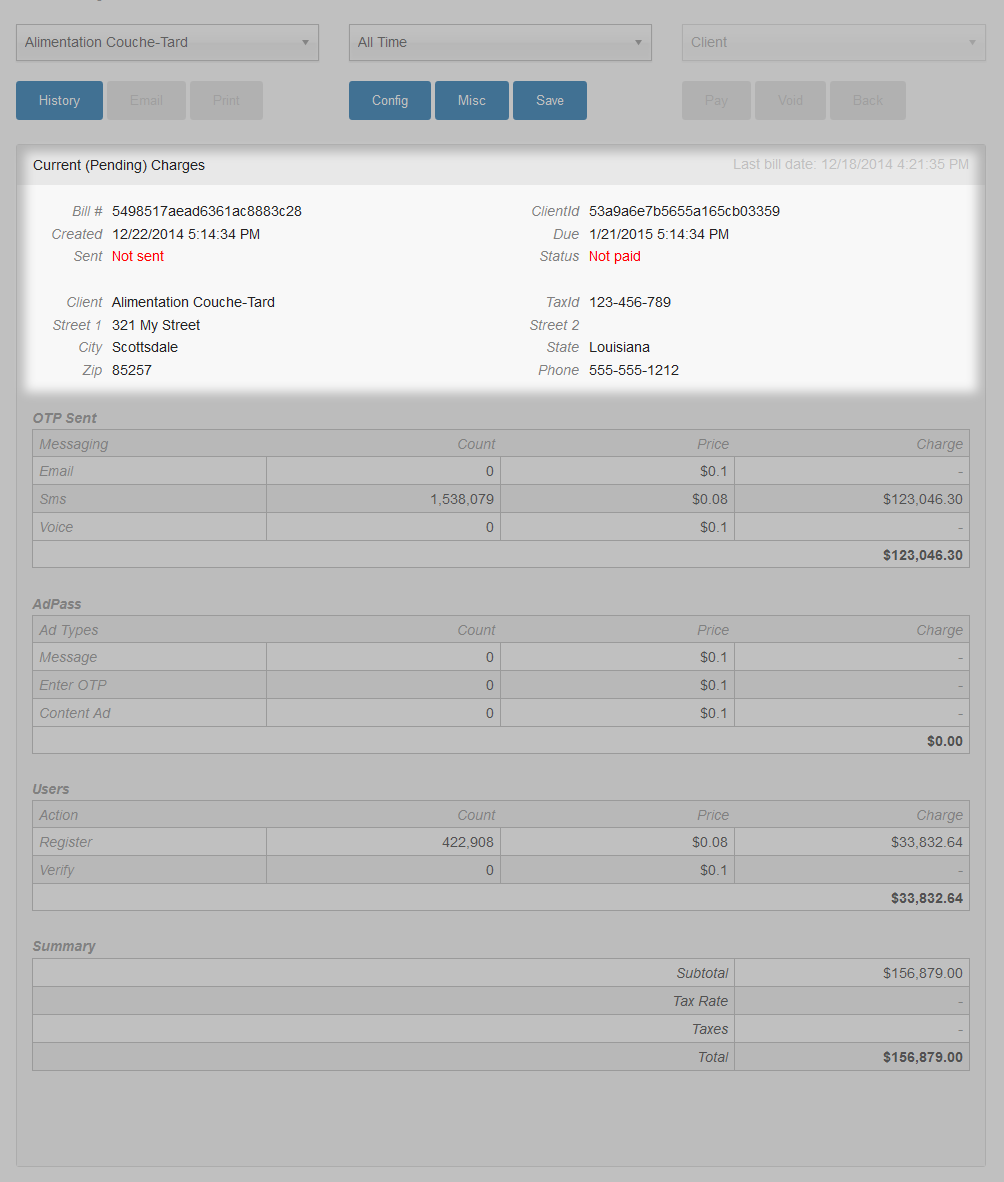 Alimentation Couche-Tard All Time Client
History Email Print Config Misc Save Pay Void Back
Current (Pending) Charges Last bill date: 12/18/2014 4:21:35 PM
Bill # 5498517aead6361ac8883c28 ClientId 53a9a6e7b5655a165cb03359
Created 12/22/2014 5:14:34 PM Due 1/21/2015 5:14:34 PM
Sent Not sent Status Not paid
Client Alimentation Couche-Tard TaxId 123-456-789
Street 1 321 My Street Street 2
City Scottsdale State Louisiana
Zip 85257 Phone 555-555-1212
OTP Sent
Messaging Count Price Charge
Email 0 $0.1 -
Sms 1,538,079 $0.08 $123,046.30
Voice 0 $0.1 -
$123,046.30
AdPass
Ad Types Count Price Charge
Message 0 $0.1 -
Enter OTP 0 $0.1 -
Content Ad 0 $0.1 -
$0.00
Users
Action Count Price Charge
Register 422,908 $0.08 $33,832.64
Verify 0 $0.1 -
$33,832.64
Summary
Subtotal $156,879.00
Tax Rate -
Taxes -
Total $156,879.00